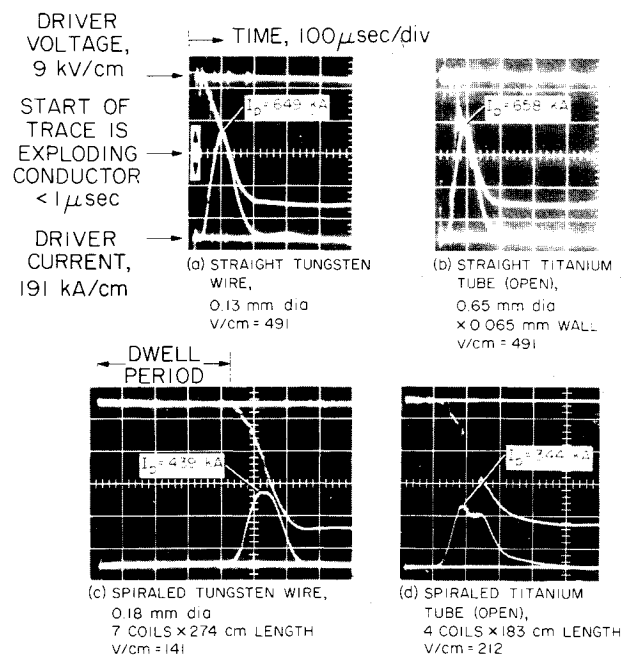 DRIVER
VOLTAGE,
9 kV/cm
TIME, 100μsec/div
START OF
TRACE IS
EXPLODING
CONDUCTOR
<1μsec
DRIVER
CURRENT,
191 kA/cm
I_D=649 KA
I_D=658 KA
(a) STRAIGHT TUNGSTEN
WIRE,
0.13 mm dia
V/cm = 491
(b) STRAIGHT TITANIUM
TUBE (OPEN),
0.65 mm dia
×0.065 mm WALL
V/cm = 491
DWELL
PERIOD
I_D=439 KA
I_D=344 KA
(c) SPIRALED TUNGSTEN WIRE,
0.18 mm dia
7 COILS × 274 cm LENGTH
V/cm = 141
(d) SPIRALED TITANIUM
TUBE (OPEN),
4 COILS × 183 cm LENGTH
V/cm = 212